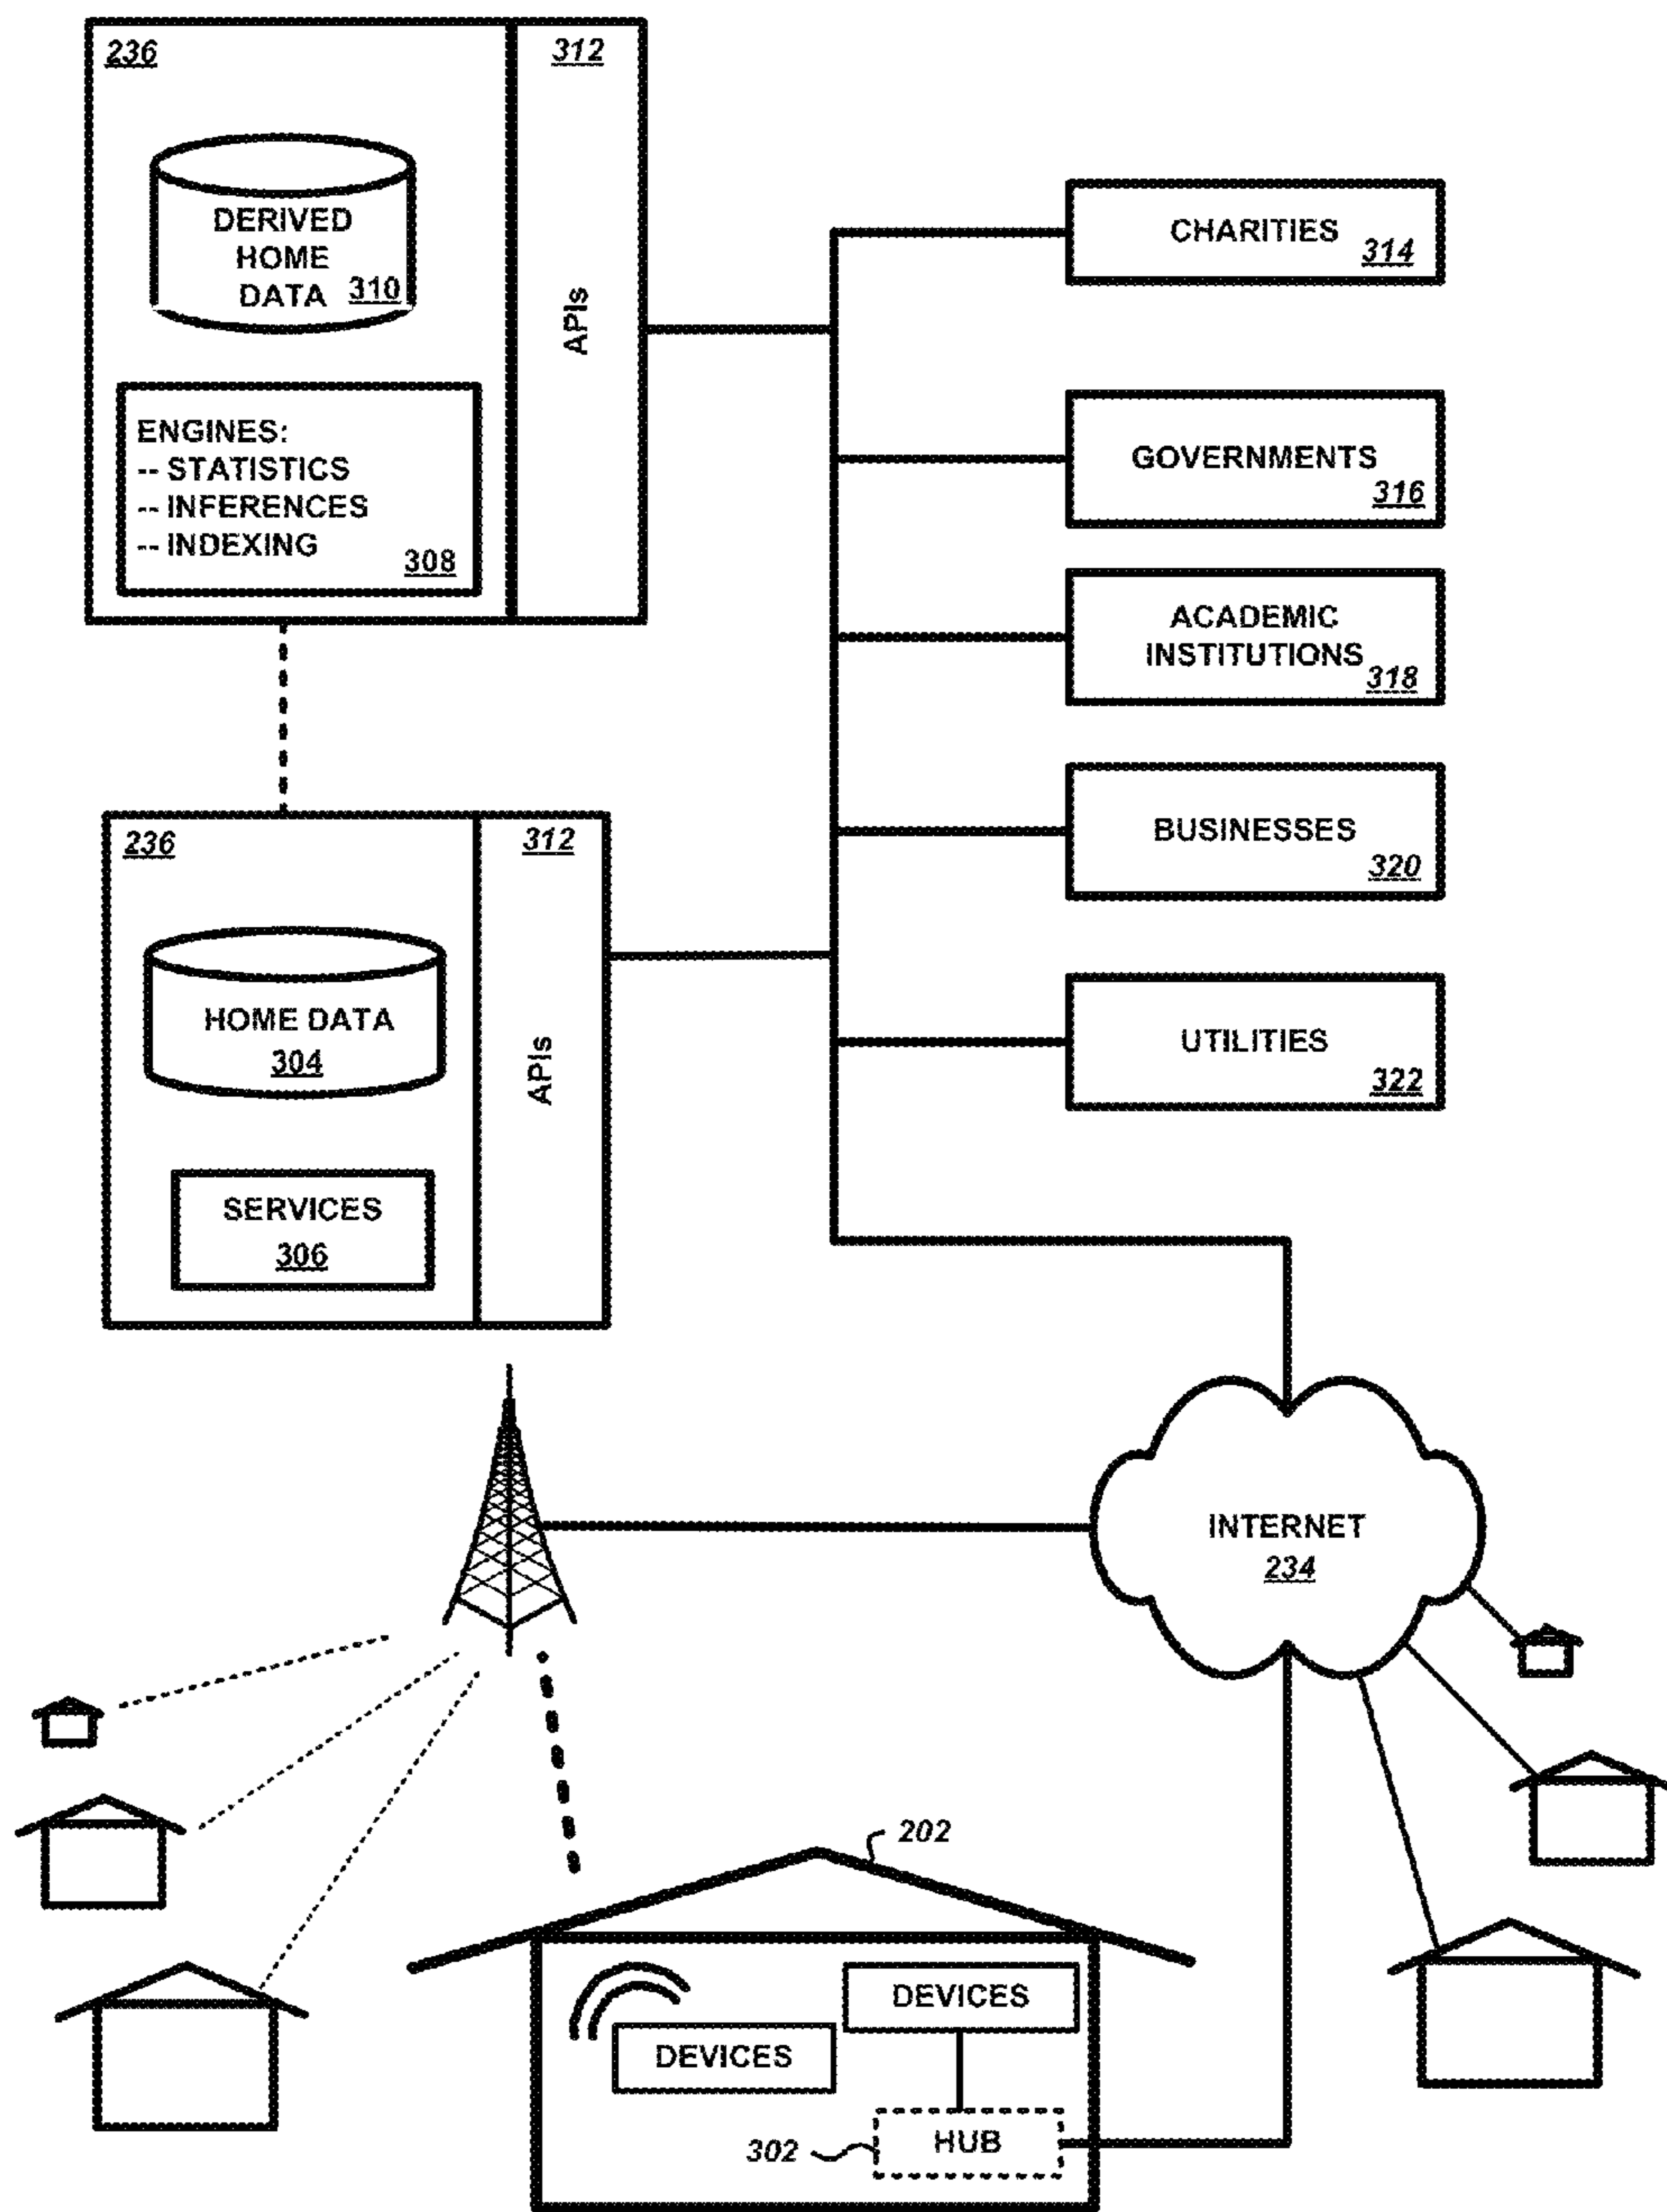 236
312
DERIVED
HOME
DATA 310
APIs
ENGINES:
-- STATISTICS
-- INFERENCES
-- INDEXING
308
CHARITIES
314
GOVERNMENTS
316
ACADEMIC
INSTITUTIONS
318
BUSINESSES
320
UTILITIES
322
236
312
HOME DATA
304
APIs
SERVICES
306
INTERNET
234
202
DEVICES
DEVICES
302
HUB